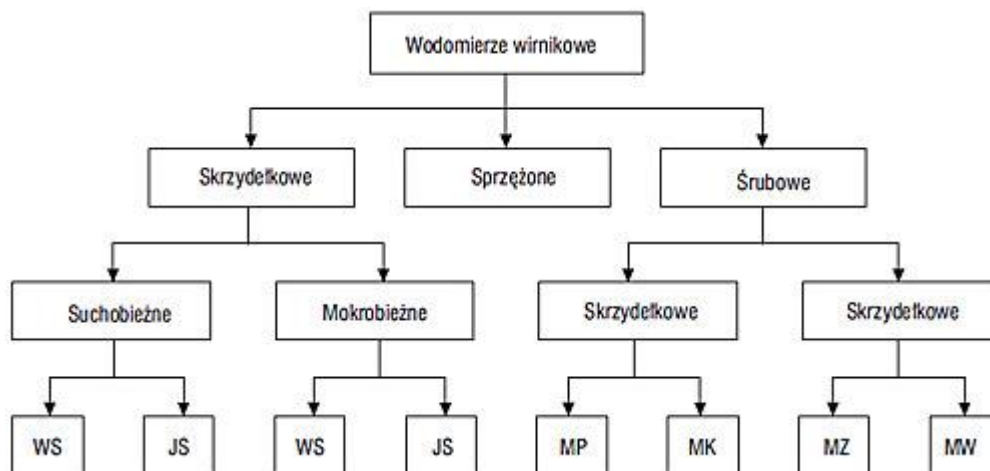 Wodomierze wirnikowe
Skrzydełkowe
Sprzężone
Śrubowe
Suchobieżne
Mokrobieżne
Skrzydełkowe
Skrzydełkowe
WS
JS
WS
JS
MP
MK
MZ
MW